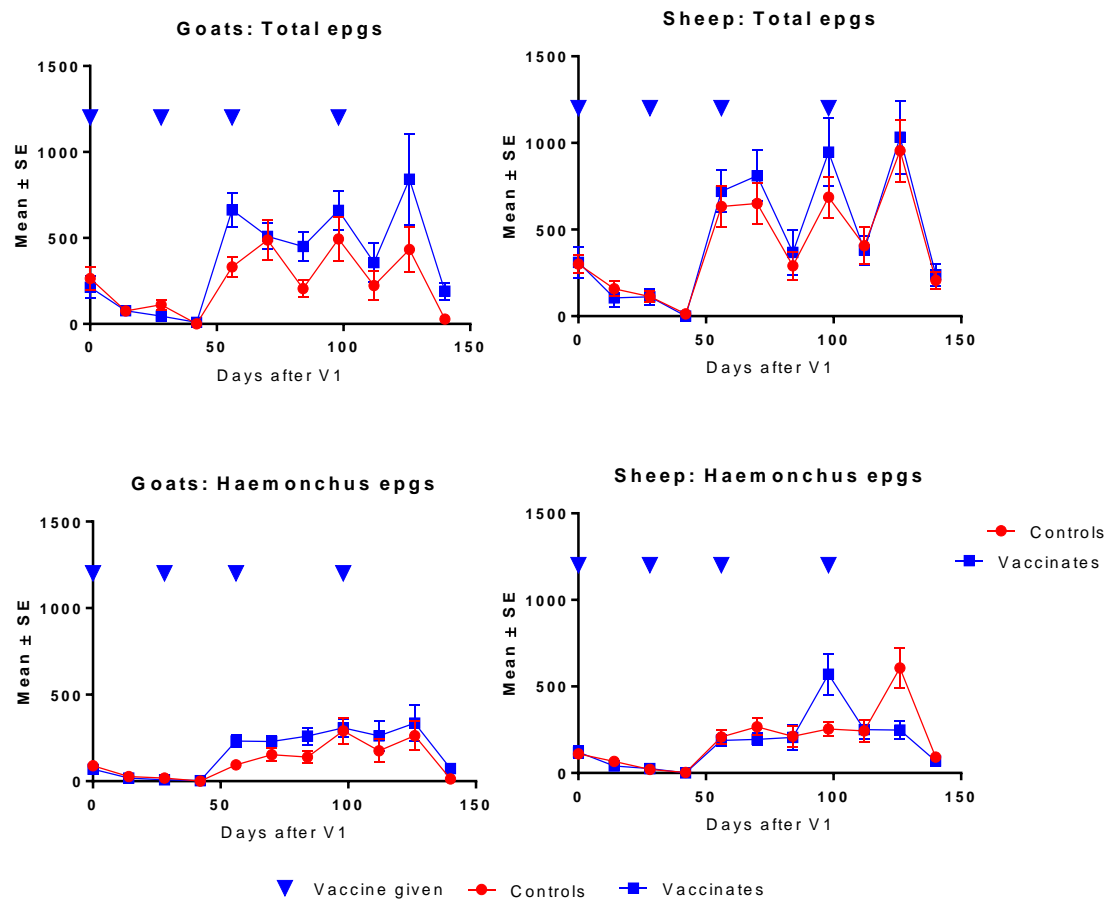 Goats: Total epgs
1500
1000
500
0
Mean ± SE
0 50 100 150
Days after V1
Sheep: Total epgs
1500
1000
500
0
Mean ± SE
0 50 100 150
Days after V1
Goats: Haemonchus epgs
1500
1000
500
0
Mean ± SE
0 50 100 150
Days after V1
Sheep: Haemonchus epgs
1500
1000
500
0
Mean ± SE
0 50 100 150
Days after V1
Controls
Vaccinates
Vaccine given Controls Vaccinates